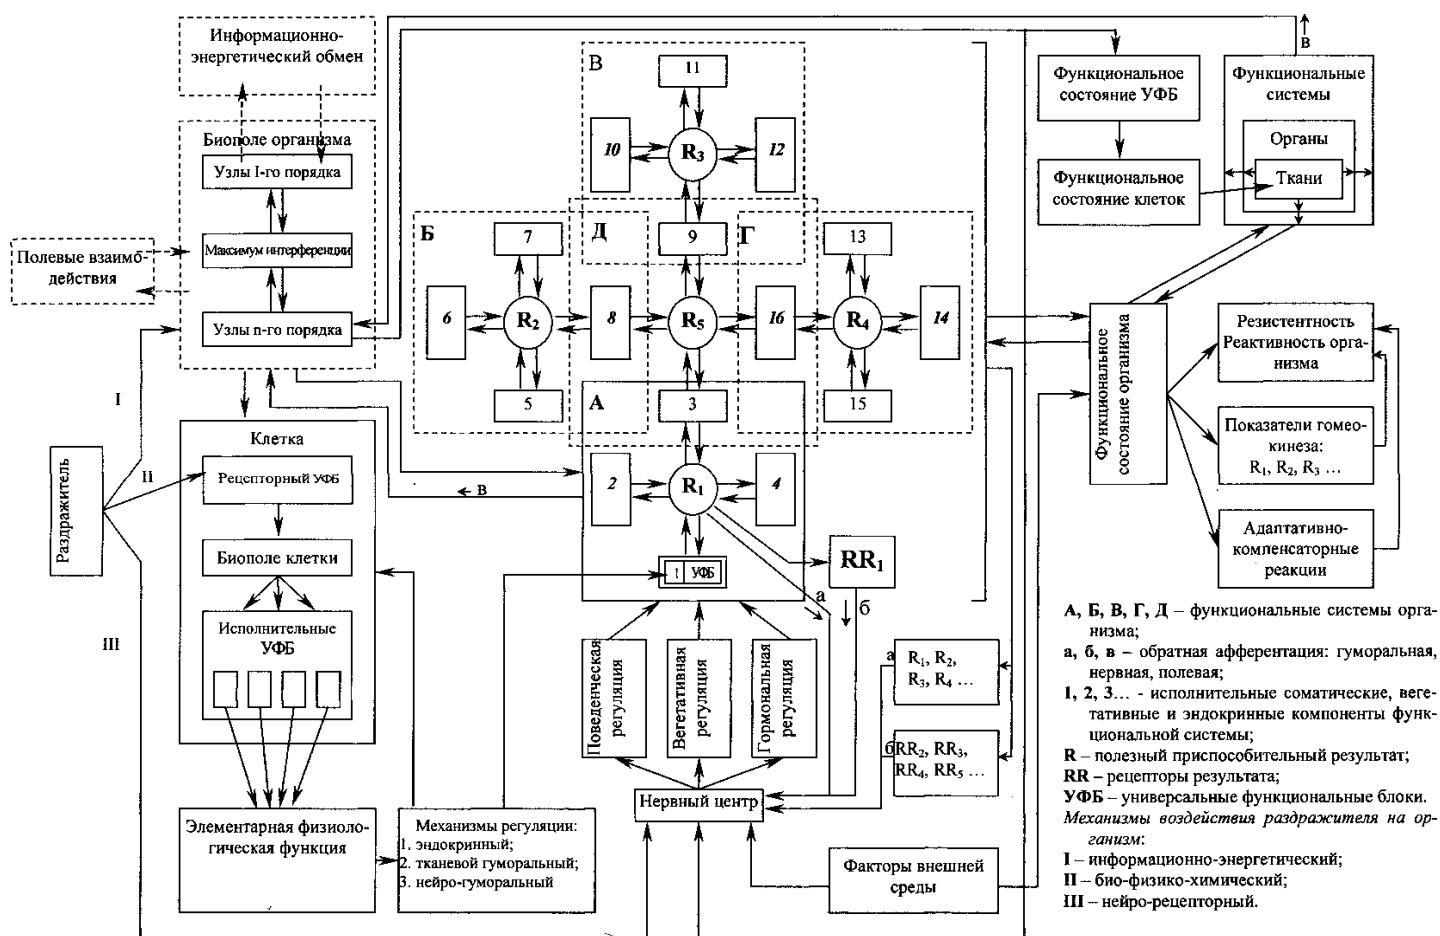 Информационно-
энергетический обмен
Биополе организма
Узлы I-го порядка
Максимум интерференции
Узлы n-го порядка
Полевые взаимо-
действия
I
II
III
Раздражитель
Клетка
Рецепторный УФБ
Биополе клетки
Исполнительные
УФБ
Элементарная физиоло-
гическая функция
Механизмы регуляции:
1. эндокринный;
2. тканевой гуморальный;
3. нейро-гуморальный
В
11
10
R3
12
9
Б
7
6
R2
8
5
Д
R5
Г
13
16
R4
14
15
А
3
2
R1
4
1 УФБ
в
RR1
а
б
Поведенческая
регуляция
Вегетативная
регуляция
Гормональная
регуляция
Нервный центр
а
R1, R2,
R3, R4 ...
б
RR2, RR3,
RR4, RR5 ...
Факторы внешней
среды
Функциональное
состояние УФБ
Функциональное
состояние клеток
в
Функциональные
системы
Органы
Ткани
Функциональное
состояние организма
Резистентность
Реактивность орга-
низма
Показатели гомео-
кинеза:
R1, R2, R3 ...
Адаптативно-
компенсаторные
реакции
А, Б, В, Г, Д – функциональные системы орга-
низма;
а, б, в – обратная афферентация: гуморальная,
нервная, полевая;
1, 2, 3... - исполнительные соматические, веге-
тативные и эндокринные компоненты функ-
циональной системы;
R – полезный приспособительный результат;
RR – рецепторы результата;
УФБ – универсальные функциональные блоки.
Механизмы воздействия раздражителя на ор-
ганизм:
I – информационно-энергетический;
II – био-физико-химический;
III – нейро-рецепторный.